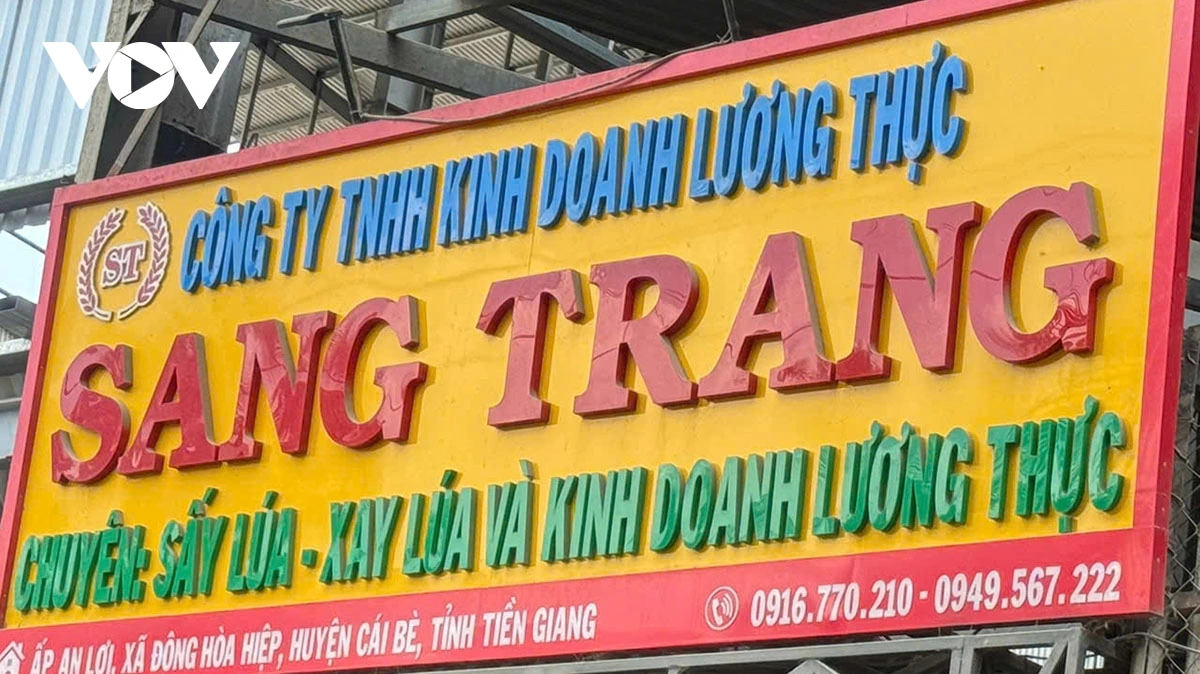 VOV
CÔNG TY TNHH KINH DOANH LƯƠNG THỰC
ST
SANG TRANG
CHUYÊN: SẤY LÚA - XAY LÚA VÀ KINH DOANH LƯƠNG THỰC
ẤP AN LỢI, XÃ ĐÔNG HÒA HIỆP, HUYỆN CÁI BÈ, TỈNH TIỀN GIANG
0916.770.210 - 0949.567.222